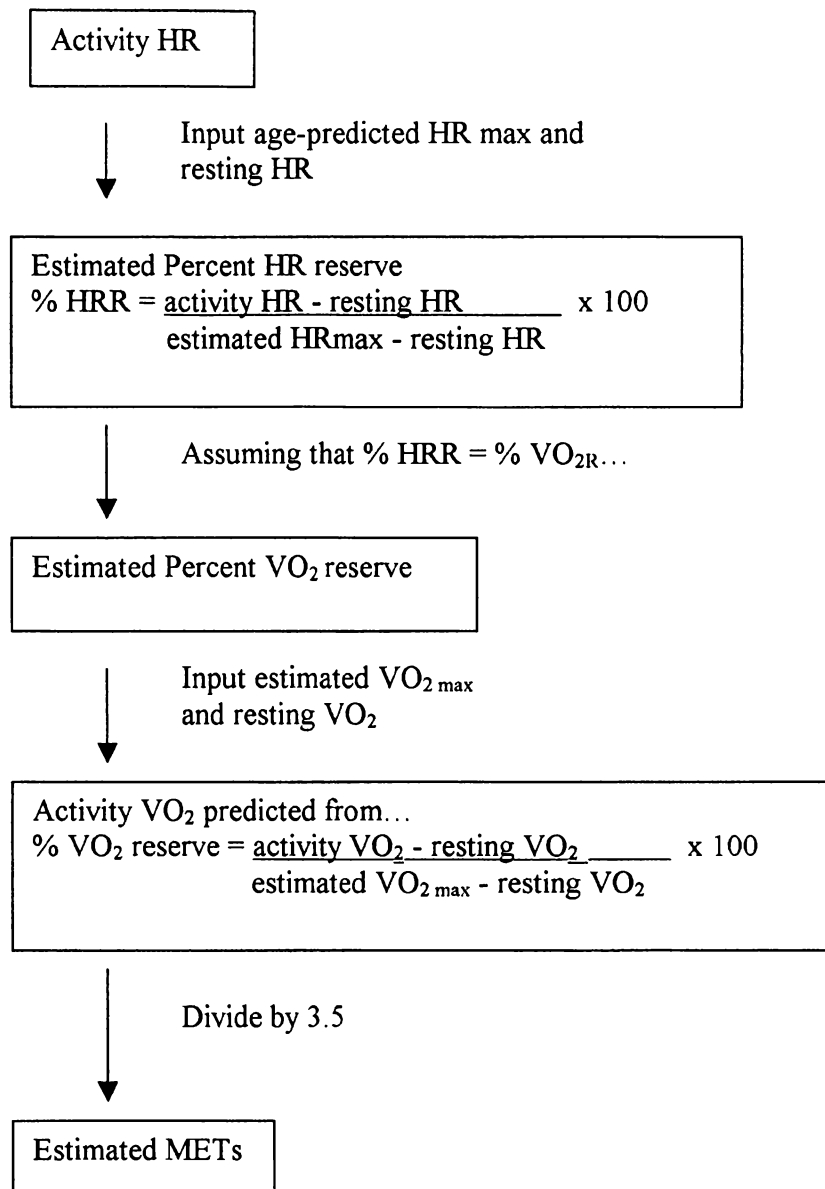 Activity HR
Input age-predicted HR max and
resting HR
Estimated Percent HR reserve
% HRR = activity HR - resting HR x 100
estimated HRmax - resting HR
Assuming that % HRR = % VO₂R...
Estimated Percent VO₂ reserve
Input estimated VO₂ max
and resting VO₂
Activity VO₂ predicted from...
% VO₂ reserve = activity VO₂ - resting VO₂ x 100
estimated VO₂ max - resting VO₂
Divide by 3.5
Estimated METs